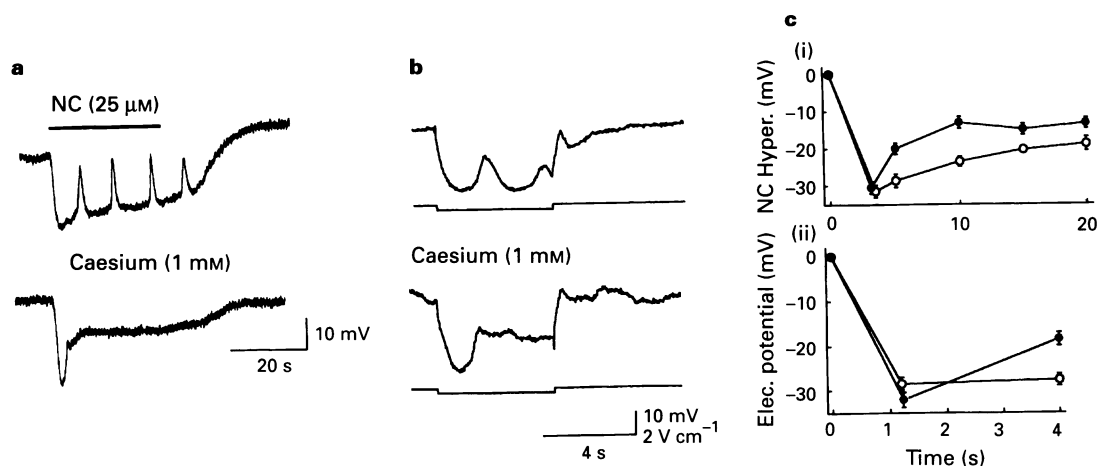 a
NC (25 µM)
Caesium (1 mM)
10 mV
20 s
b
Caesium (1 mM)
10 mV
2 V cm⁻¹
4 s
c
(i)
NC Hyper. (mV)
0
−10
−20
−30
0 10 20
(ii)
Elec. potential (mV)
0
−10
−20
−30
0 1 2 3 4
Time (s)